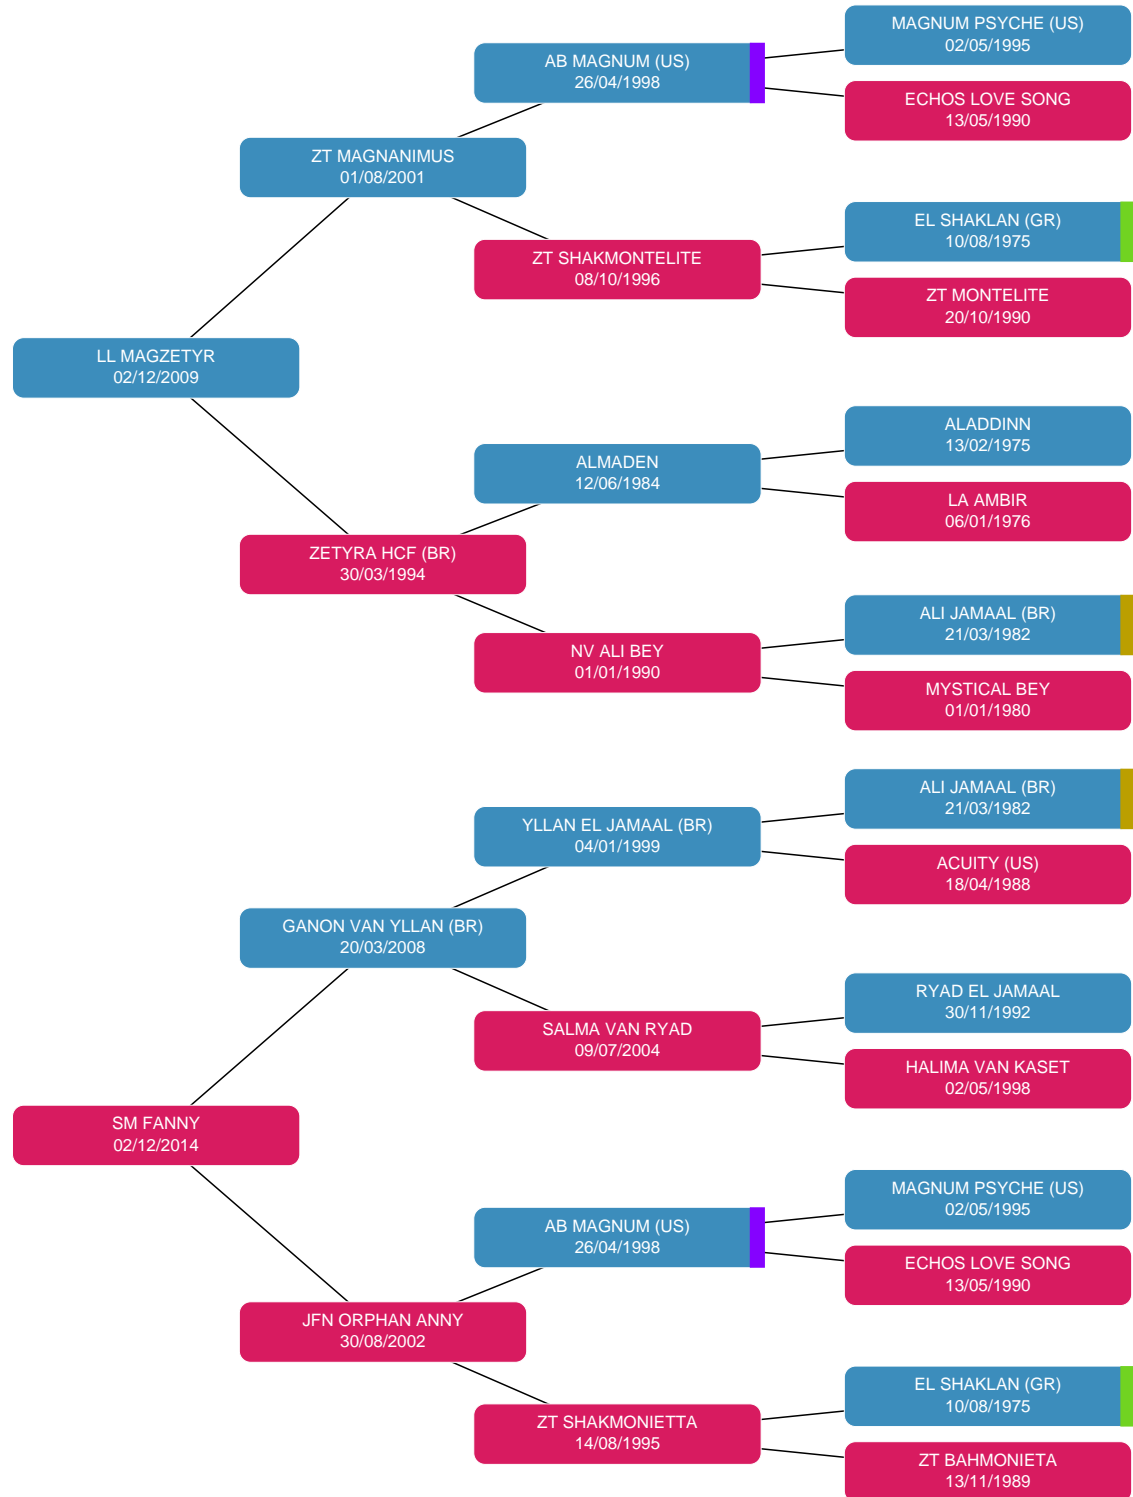 MAGNUM PSYCHE (US)
02/05/1995
AB MAGNUM (US)
26/04/1998
ECHOS LOVE SONG
13/05/1990
ZT MAGNANIMUS
01/08/2001
EL SHAKLAN (GR)
10/08/1975
ZT SHAKMONTELITE
08/10/1996
ZT MONTELITE
20/10/1990
LL MAGZETYR
02/12/2009
ALADDINN
13/02/1975
ALMADEN
12/06/1984
LA AMBIR
06/01/1976
ZETYRA HCF (BR)
30/03/1994
ALI JAMAAL (BR)
21/03/1982
NV ALI BEY
01/01/1990
MYSTICAL BEY
01/01/1980
ALI JAMAAL (BR)
21/03/1982
YLLAN EL JAMAAL (BR)
04/01/1999
ACUITY (US)
18/04/1988
GANON VAN YLLAN (BR)
20/03/2008
RYAD EL JAMAAL
30/11/1992
SALMA VAN RYAD
09/07/2004
HALIMA VAN KASET
02/05/1998
SM FANNY
02/12/2014
MAGNUM PSYCHE (US)
02/05/1995
AB MAGNUM (US)
26/04/1998
ECHOS LOVE SONG
13/05/1990
JFN ORPHAN ANNY
30/08/2002
EL SHAKLAN (GR)
10/08/1975
ZT SHAKMONIETTA
14/08/1995
ZT BAHMONIETA
13/11/1989